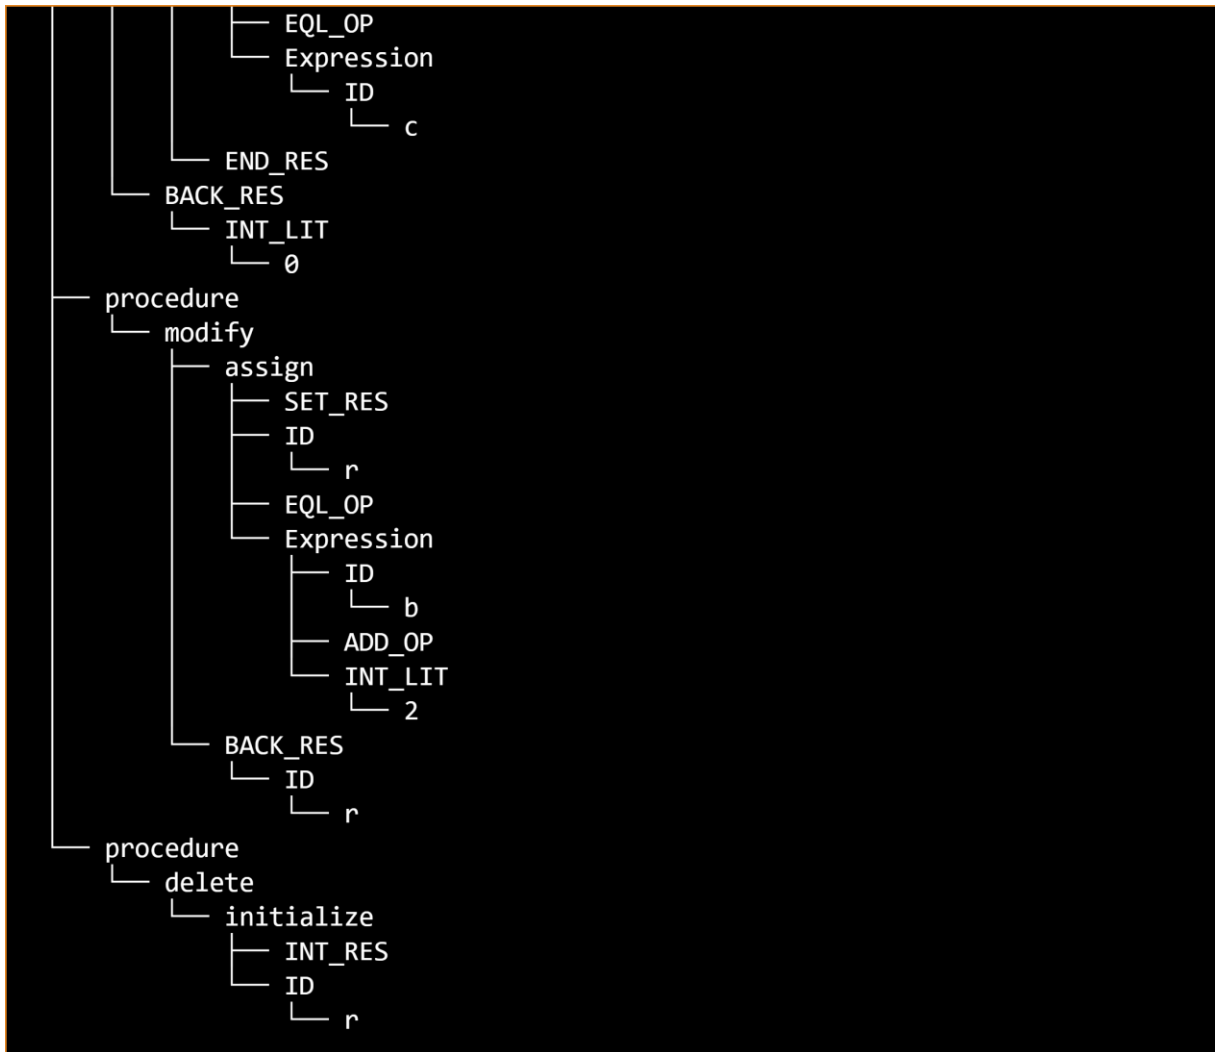 EQL_OP
Expression
ID
c
END_RES
BACK_RES
INT_LIT
0
procedure
modify
assign
SET_RES
ID
r
EQL_OP
Expression
ID
b
ADD_OP
INT_LIT
2
BACK_RES
ID
r
procedure
delete
initialize
INT_RES
ID
r